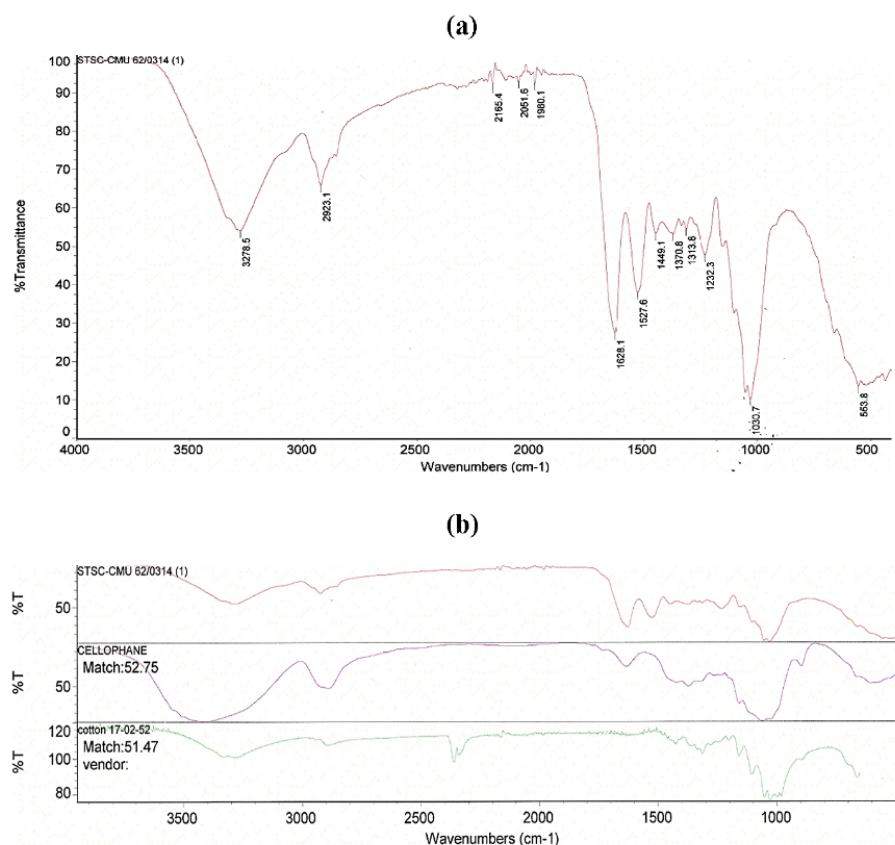 (a)
STSC-CMU 62/0314 (1)
%Transmittance
100
90
80
70
60
50
40
30
20
10
0
3278.5
2923.1
2165.4
2051.6
1980.1
1628.1
1527.6
1449.1
1370.8
1313.8
1232.3
1030.7
563.8
4000 3500 3000 2500 2000 1500 1000 500
Wavenumbers (cm-1)
(b)
STSC-CMU 62/0314 (1)
%T
50
CELLOPHANE
Match:52.75
%T
50
cotton 17-02-52
Match:51.47
vendor:
%T
120
100
80
3500 3000 2500 2000 1500 1000
Wavenumbers (cm-1)